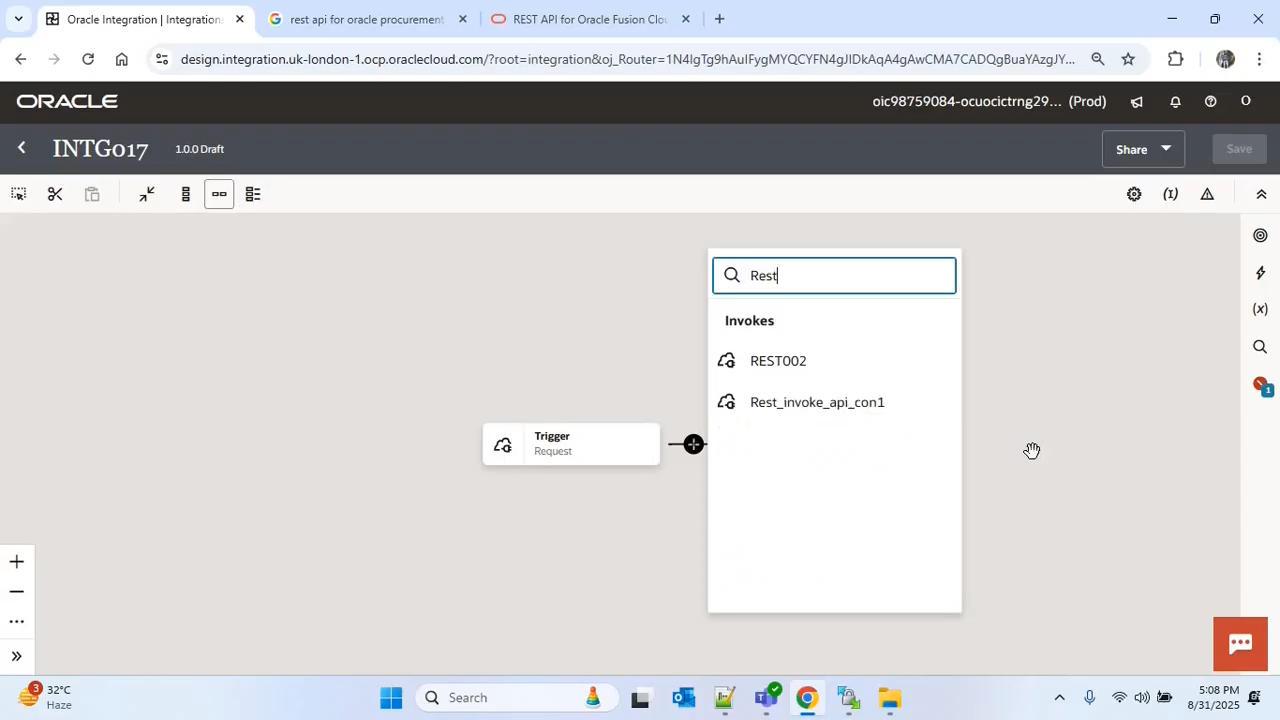 Oracle Integration | Integration
rest api for oracle procurement
REST API for Oracle Fusion Clou
design.integration.uk-london-1.ocp.oraclecloud.com/?root=integration&oj_Router=1N4IgTg9hAuIFygMYQCYFN4gJIDkAqA4gAwCMA7CADQgBuaYAzgJY...
ORACLE
oic98759084-ocuocictrng29... (Prod)
O
INTG017
1.0.0 Draft
Share
Save
(I)
Rest
Invokes
REST002
Rest_invoke_api_con1
(x)
1
Trigger
Request
3
32°C
Haze
Search
5:08 PM
8/31/2025